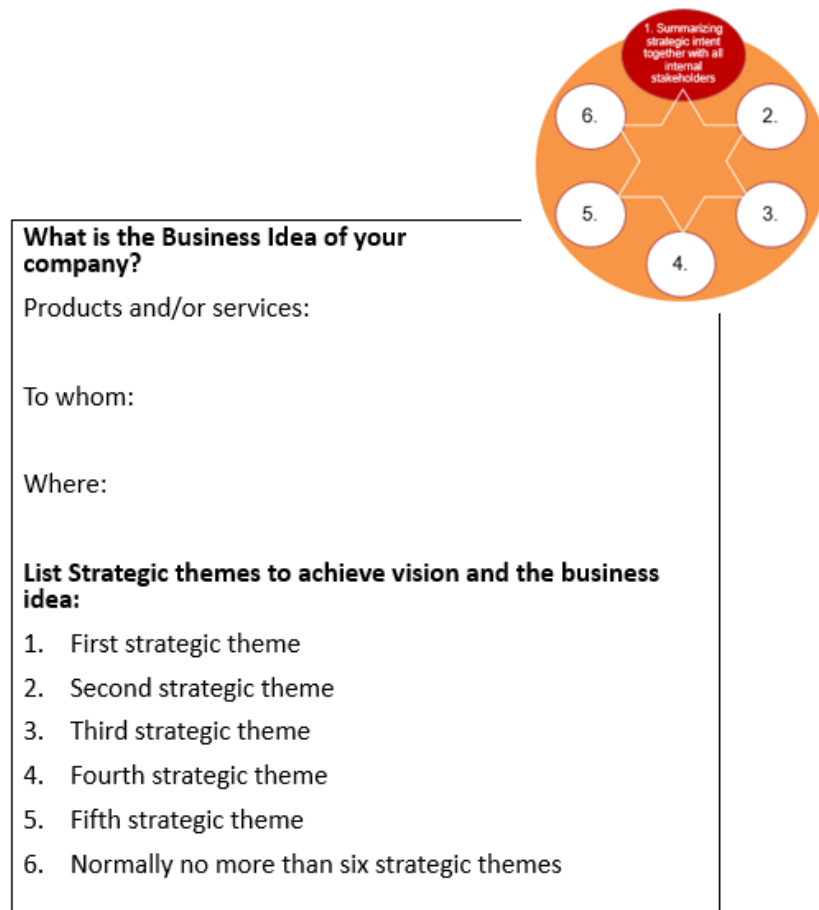 1. Summarizing
strategic intent
together with all
internal
stakeholders
6.
2.
5.
3.
4.
What is the Business Idea of your
company?
Products and/or services:
To whom:
Where:
List Strategic themes to achieve vision and the business
idea:
1. First strategic theme
2. Second strategic theme
3. Third strategic theme
4. Fourth strategic theme
5. Fifth strategic theme
6. Normally no more than six strategic themes